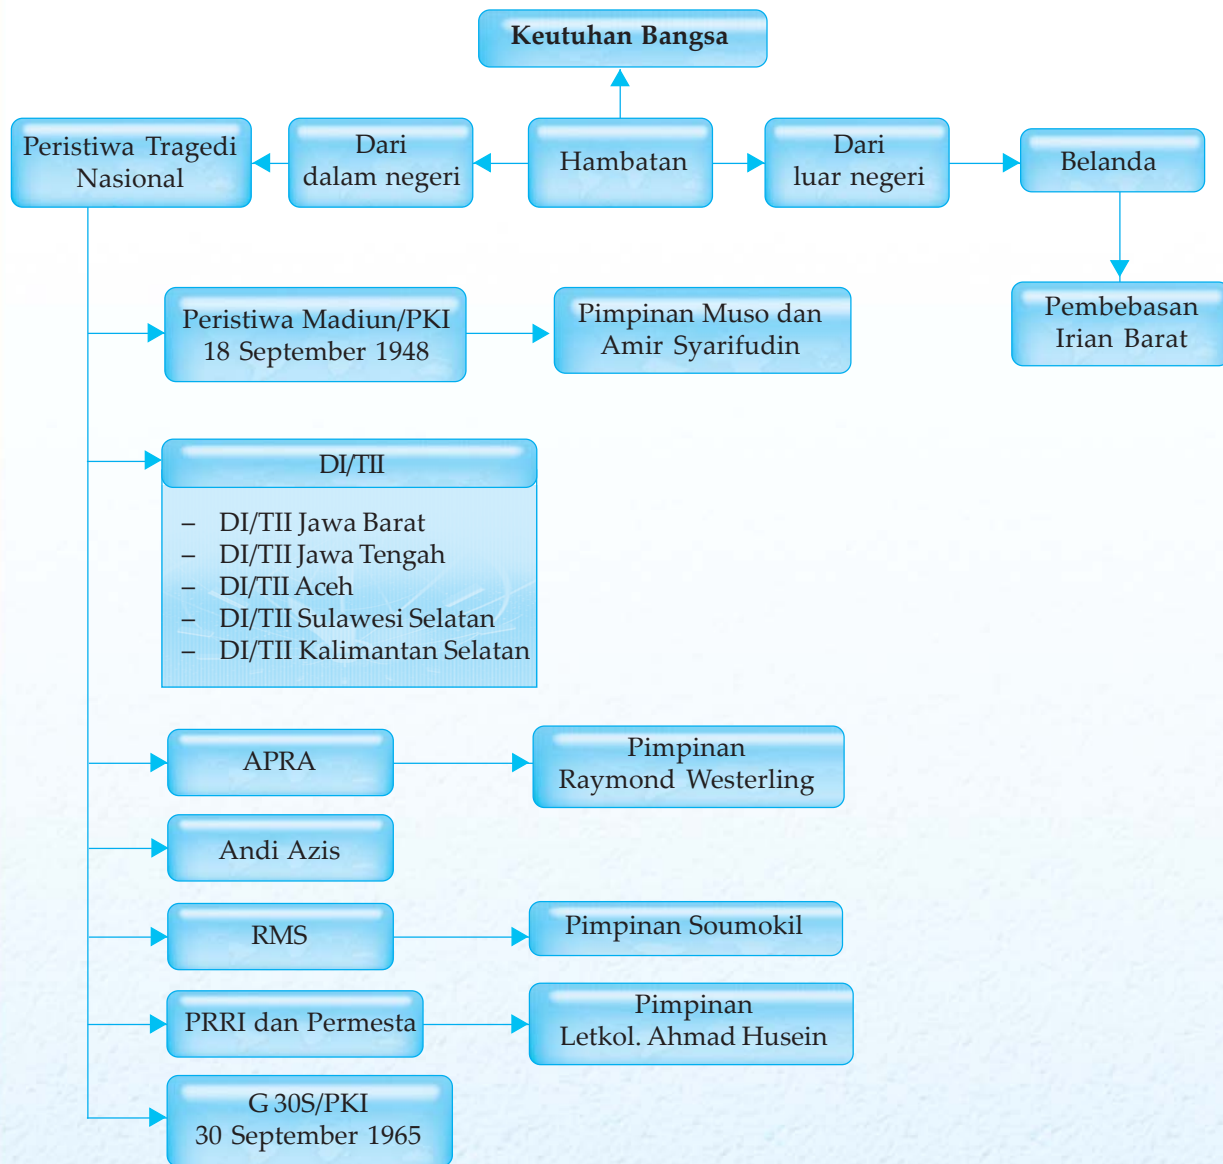 Keutuhan Bangsa
Peristiwa Tragedi
Nasional
Dari
dalam negeri
Hambatan
Dari
luar negeri
Belanda
Peristiwa Madiun/PKI
18 September 1948
Pimpinan Muso dan
Amir Syarifudin
Pembebasan
Irian Barat
DI/TII
– DI/TII Jawa Barat
– DI/TII Jawa Tengah
– DI/TII Aceh
– DI/TII Sulawesi Selatan
– DI/TII Kalimantan Selatan
APRA
Pimpinan
Raymond Westerling
Andi Azis
RMS
Pimpinan Soumokil
PRRI dan Permesta
Pimpinan
Letkol. Ahmad Husein
G 30S/PKI
30 September 1965